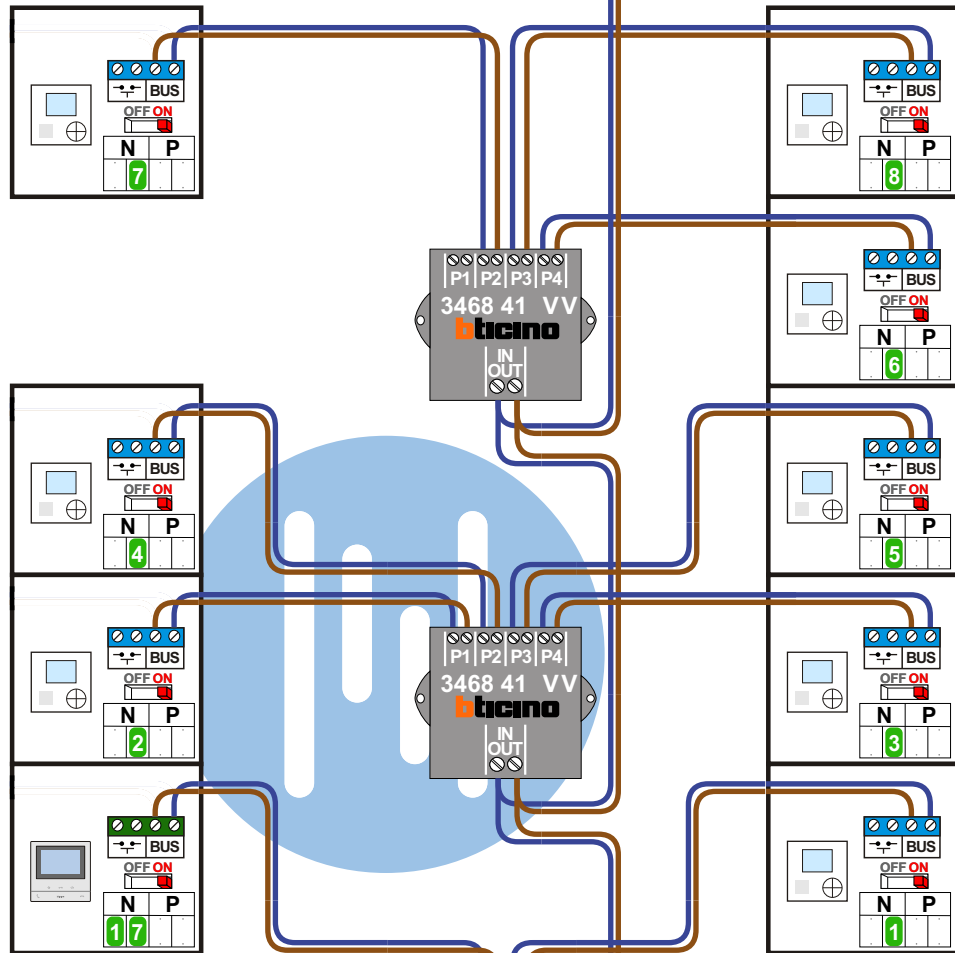 BUS
OFF ON
N P
7
BUS
OFF ON
N P
8
P1 P2 P3 P4
3468 41 VV
bticino
IN
OUT
BUS
OFF ON
N P
6
BUS
OFF ON
N P
4
BUS
OFF ON
N P
5
BUS
OFF ON
N P
2
P1 P2 P3 P4
3468 41 VV
bticino
IN
OUT
BUS
OFF ON
N P
3
BUS
OFF ON
N P
1 7
BUS
OFF ON
N P
1